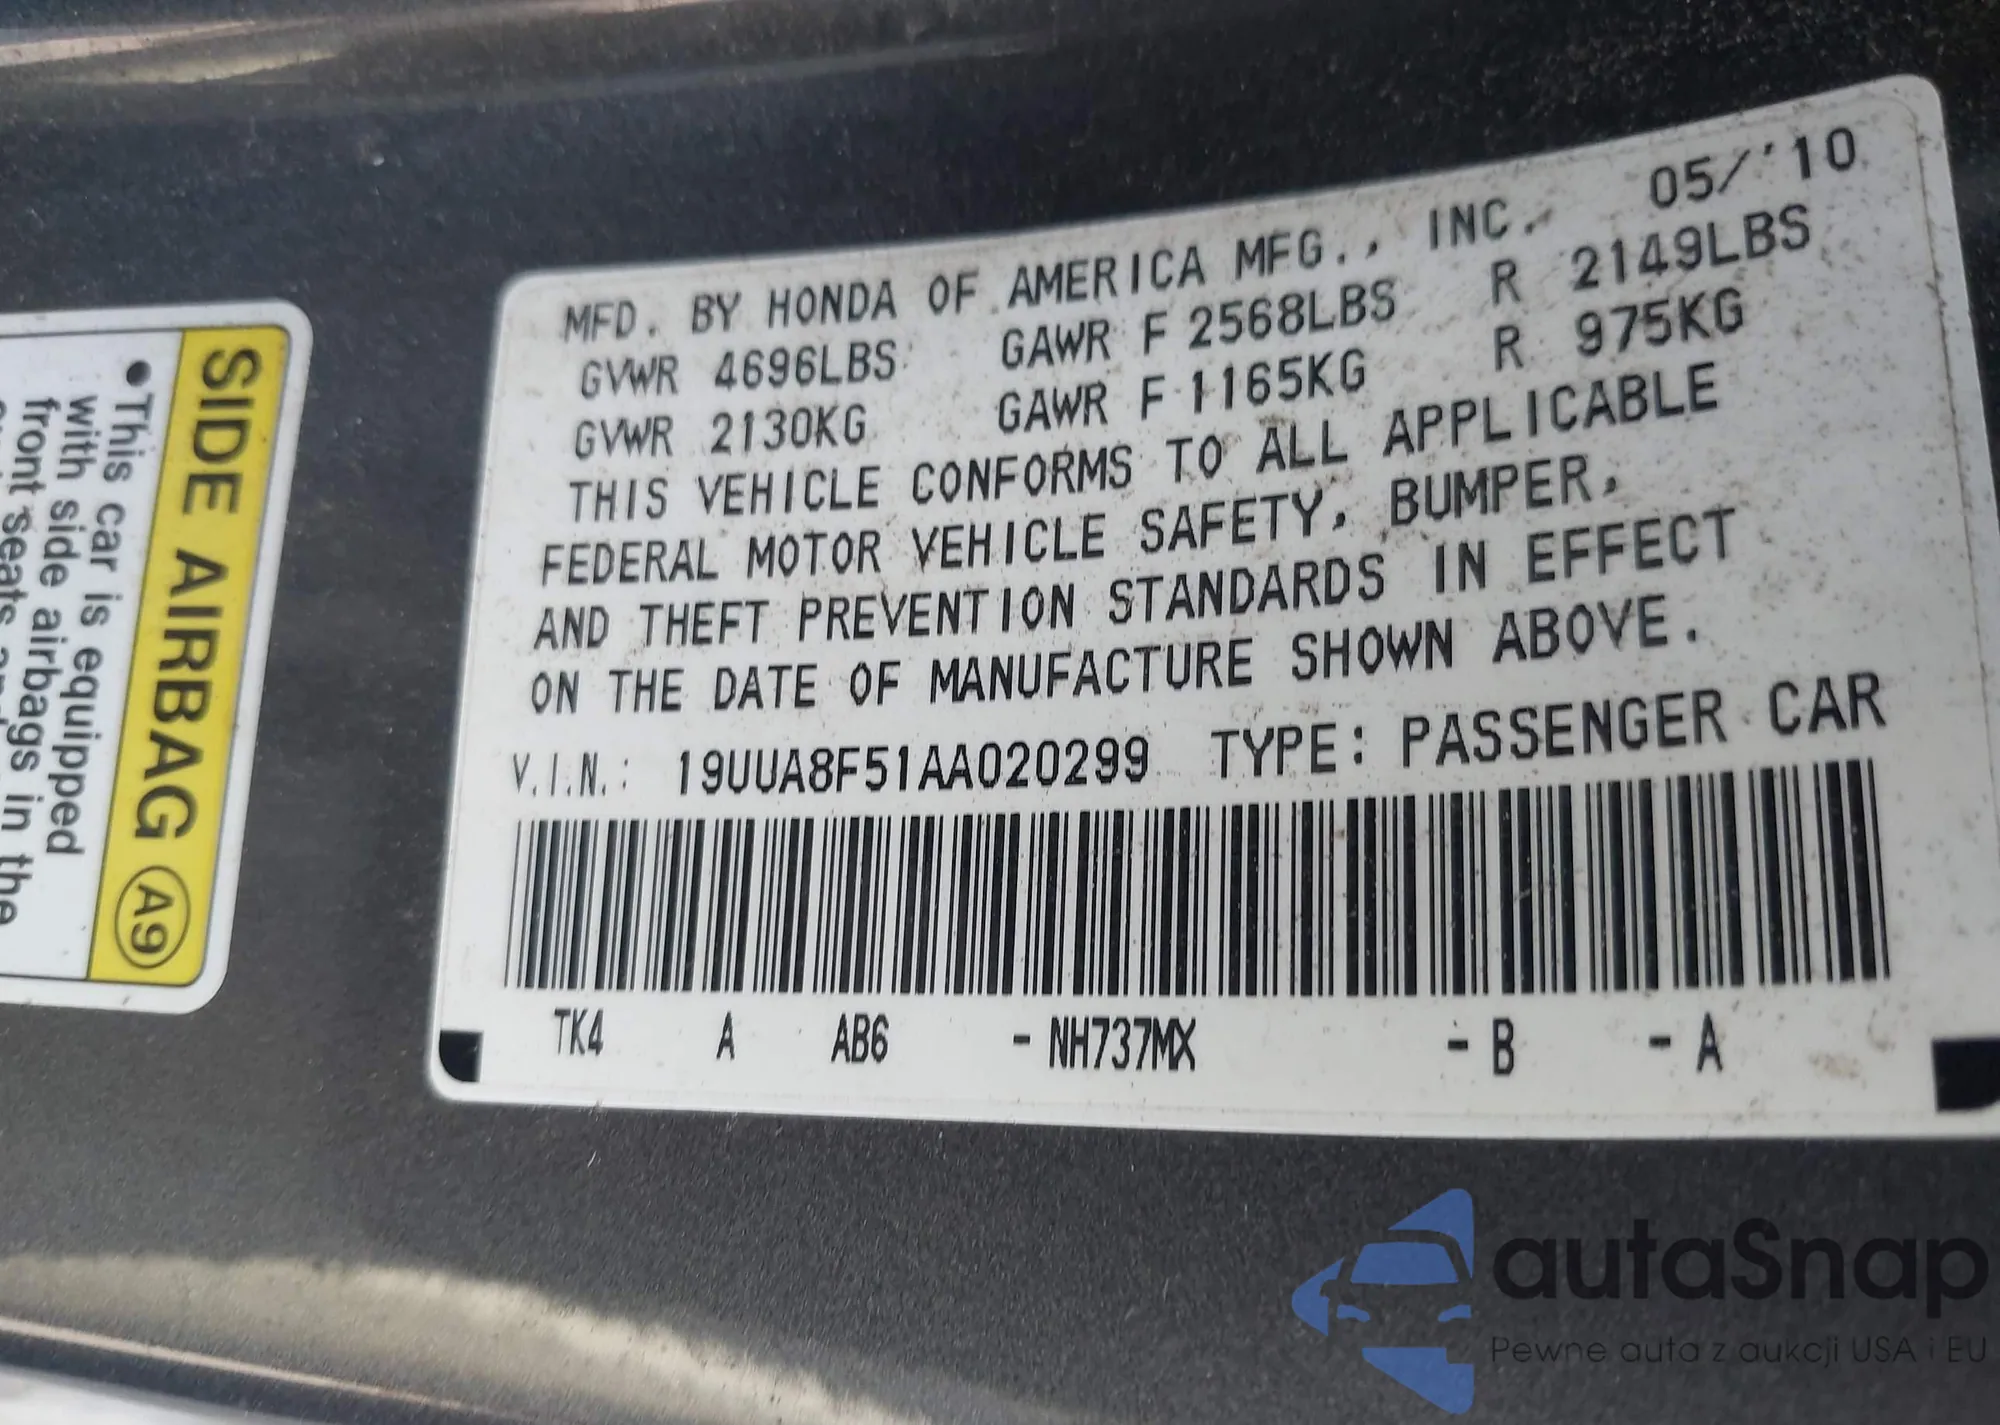 MFD. BY HONDA OF AMERICA MFG., INC. 05/'10
GVWR 4696LBS GAWR F 2568LBS R 2149LBS
GVWR 2130KG GAWR F 1165KG R 975KG
THIS VEHICLE CONFORMS TO ALL APPLICABLE
FEDERAL MOTOR VEHICLE SAFETY, BUMPER,
AND THEFT PREVENTION STANDARDS IN EFFECT
ON THE DATE OF MANUFACTURE SHOWN ABOVE.
V.I.N.: 19UUA8F51AA020299 TYPE: PASSENGER CAR
TK4 A AB6 -NH737MX -B -A
SIDE AIRBAG A9
•This car is equipped
with side airbags in the
front seats
autaSnap
Pewne auta z aukcji USA i EU